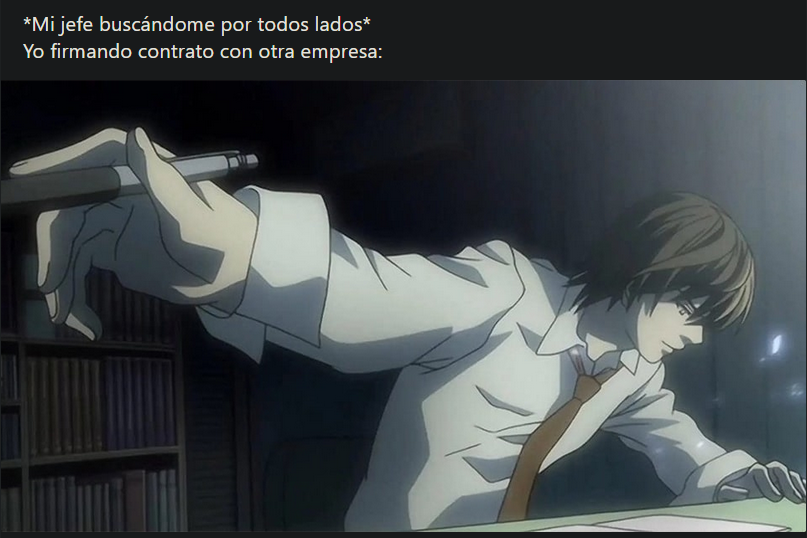 *Mi jefe buscándome por todos lados*
Yo firmando contrato con otra empresa: